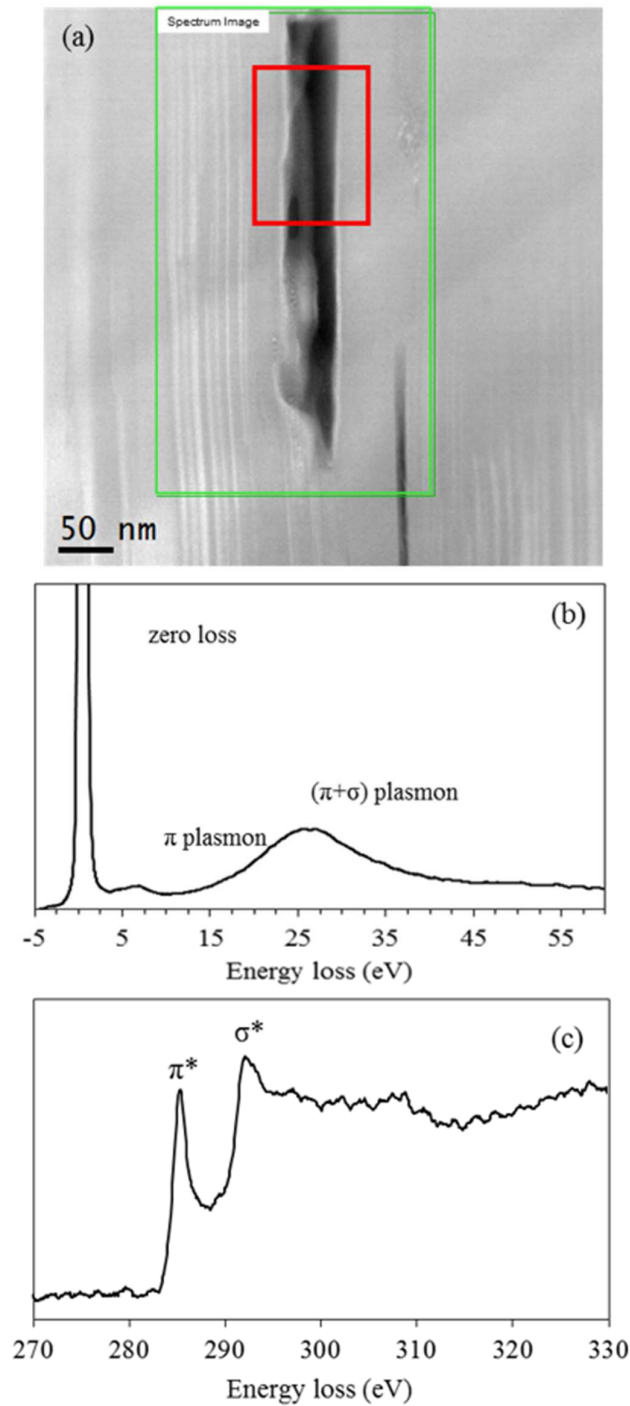 (a)
Spectrum Image
50 nm
(b)
zero loss
(π+σ) plasmon
π plasmon
-5 5 15 25 35 45 55
Energy loss (eV)
(c)
σ*
π*
270 280 290 300 310 320 330
Energy loss (eV)